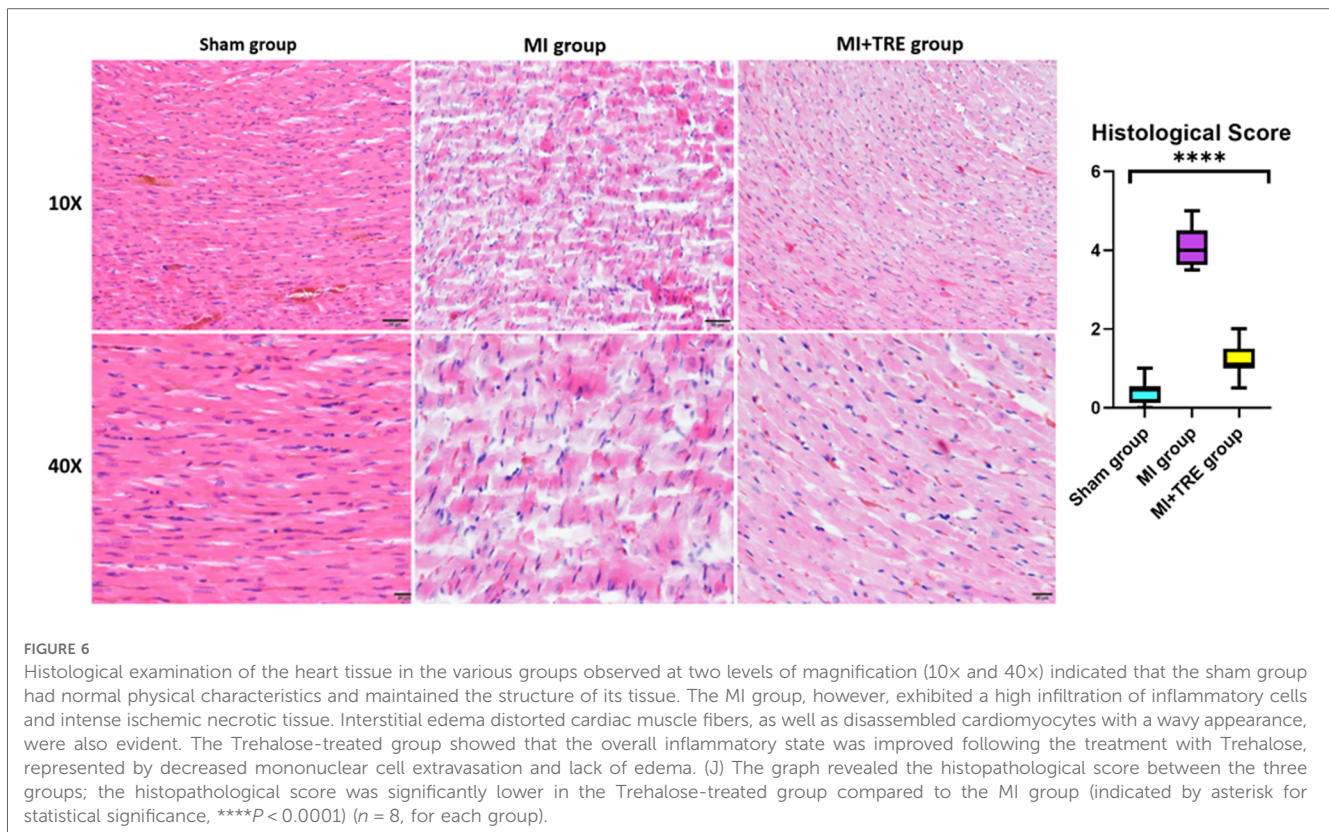 Sham group
MI group
MI+TRE group
10X
40X
Histological Score
****
6
4
2
0
Sham group
MI group
MI+TRE group
FIGURE 6
Histological examination of the heart tissue in the various groups observed at two levels of magnification (10× and 40×) indicated that the sham group
had normal physical characteristics and maintained the structure of its tissue. The MI group, however, exhibited a high infiltration of inflammatory cells
and intense ischemic necrotic tissue. Interstitial edema distorted cardiac muscle fibers, as well as disassembled cardiomyocytes with a wavy appearance,
were also evident. The Trehalose-treated group showed that the overall inflammatory state was improved following the treatment with Trehalose,
represented by decreased mononuclear cell extravasation and lack of edema. (J) The graph revealed the histopathological score between the three
groups; the histopathological score was significantly lower in the Trehalose-treated group compared to the MI group (indicated by asterisk for
statistical significance, ****P < 0.0001) (n = 8, for each group).